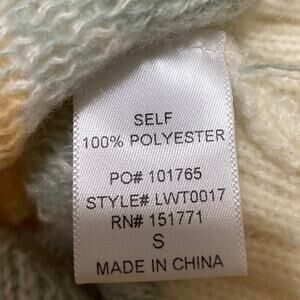 SELF
100% POLYESTER
PO# 101765
STYLE# LWT0017
RN# 151771
S
MADE IN CHINA